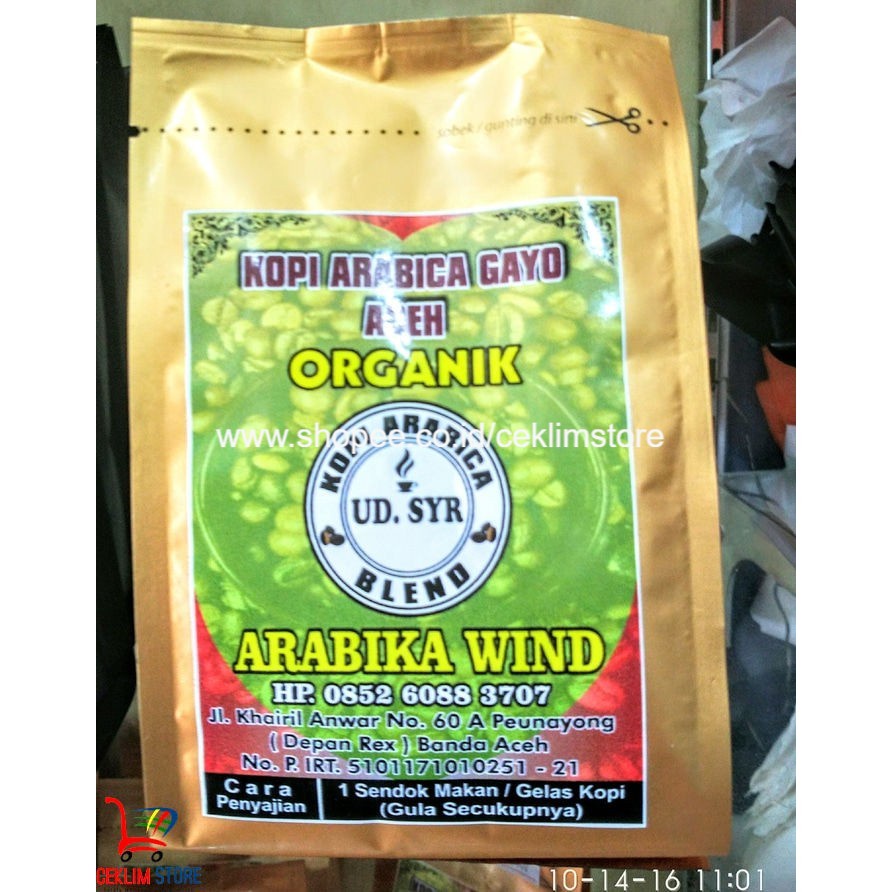 sobek / gunting di sini
KOPI ARABICA GAYO
ACEH
ORGANIK
www.shopee.co.id/ceklimstore
KOPI ARABICA
UD. SYR
BLEND
ARABIKA WIND
HP. 0852 6088 3707
Jl. Khairil Anwar No. 60 A Peunayong
( Depan Rex ) Banda Aceh
No. P. IRT. 5101171010251 - 21
Cara Penyajian
1 Sendok Makan / Gelas Kopi
(Gula Secukupnya)
CEKLIM STORE
10-14-16 11:01